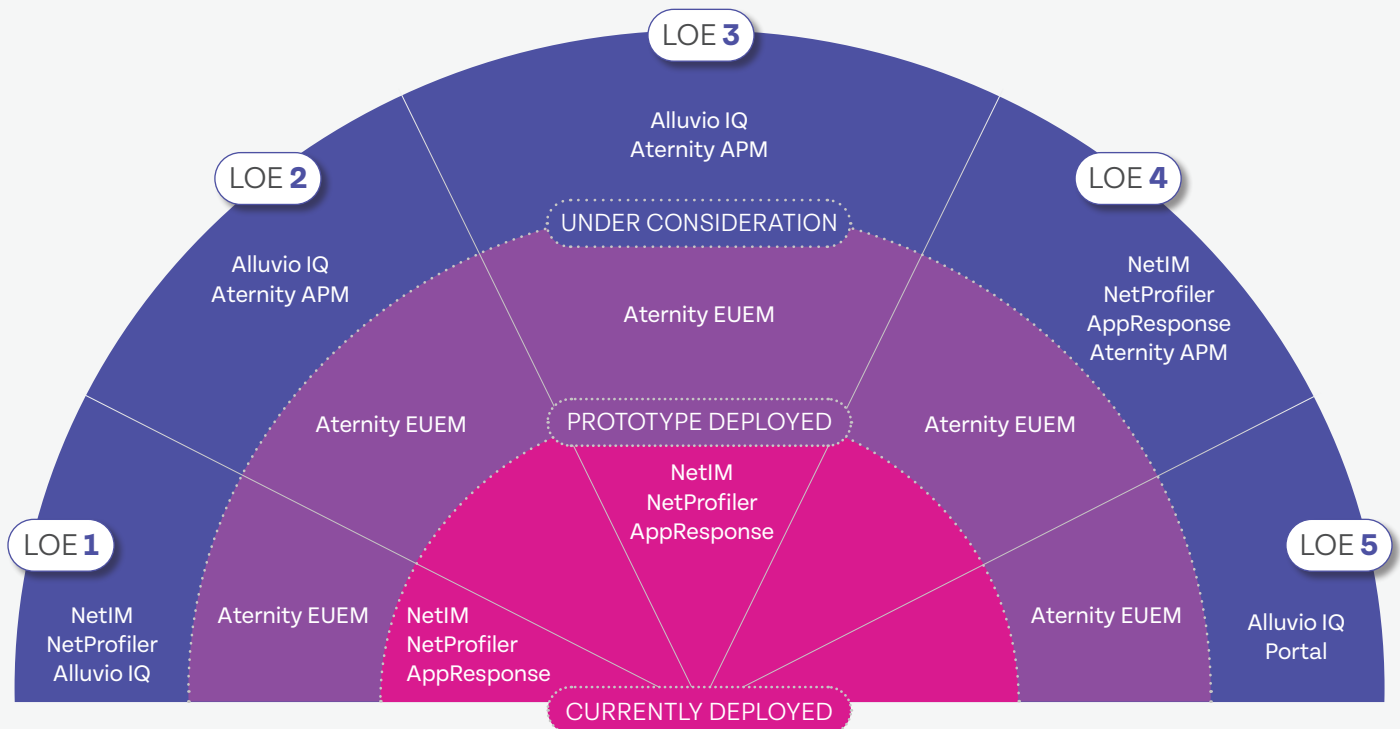 LOE 3
Alluvio IQ
Aternity APM
LOE 2
LOE 4
UNDER CONSIDERATION
Alluvio IQ
Aternity APM
NetIM
NetProfiler
AppResponse
Aternity APM
Aternity EUEM
PROTOTYPE DEPLOYED
Aternity EUEM
Aternity EUEM
NetIM
NetProfiler
AppResponse
LOE 1
LOE 5
NetIM
NetProfiler
Alluvio IQ
Aternity EUEM
NetIM
NetProfiler
AppResponse
Aternity EUEM
Alluvio IQ
Portal
CURRENTLY DEPLOYED